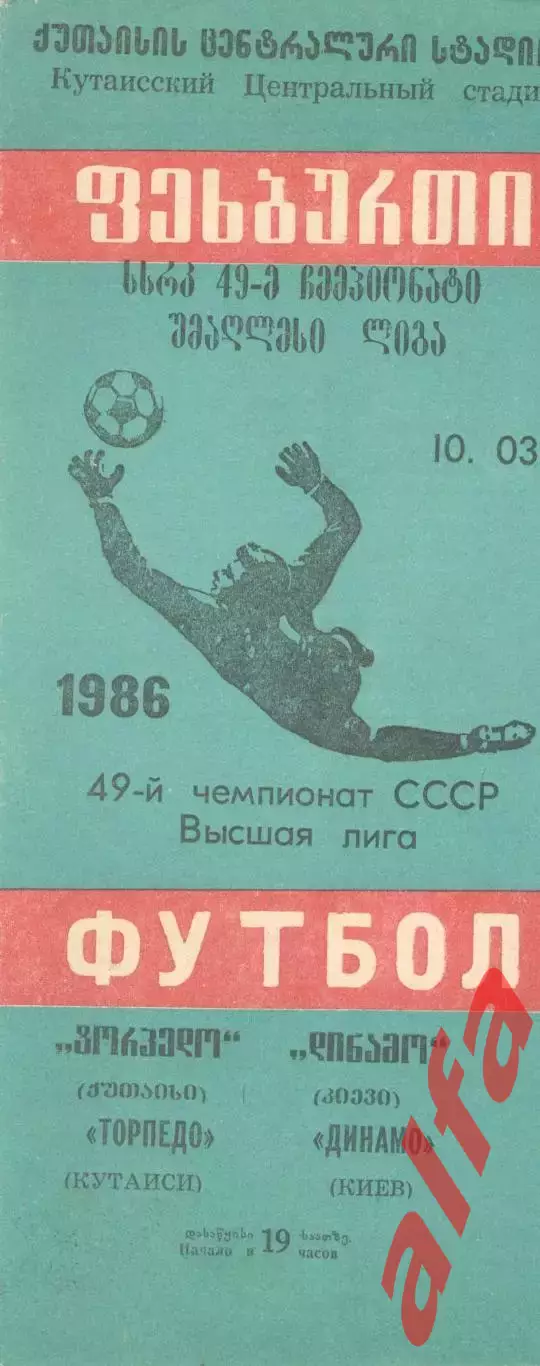 ქუთაისის ცენტრალური სტადი
Кутаисский Центральный стади
ფეხბურთი
სსრკ 49-ე ჩემპიონატი
უმაღლესი ლიგა
10. 03
1986
49-й чемпионат СССР
Высшая лига
ФУТБОЛ
„ტორპედო“ „დინამო“
(ქუთაისი) (კიევი)
«ТОРПЕДО» «ДИНАМО»
(КУТАИСИ) (КИЕВ)
დასაწყისი 19 საათზე.
Начало в 19 часов
alfa